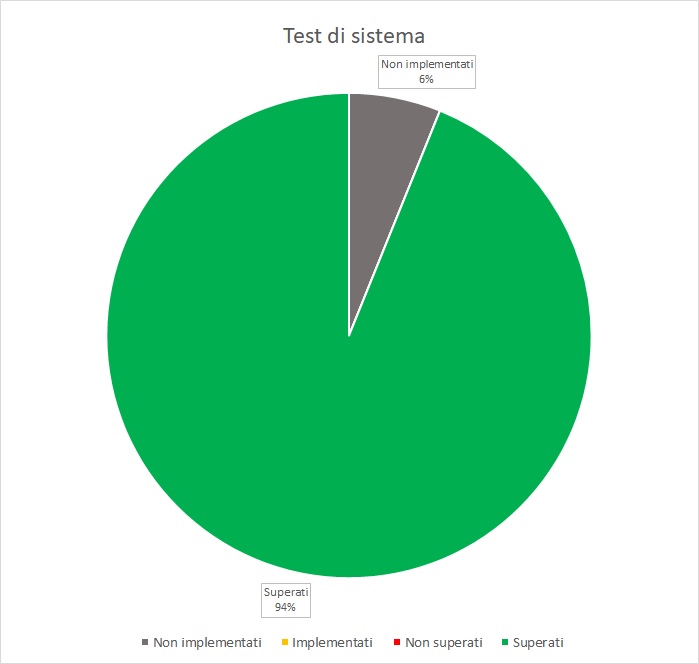 Test di sistema
Non implementati
6%
Superati
94%
Non implementati
Implementati
Non superati
Superati